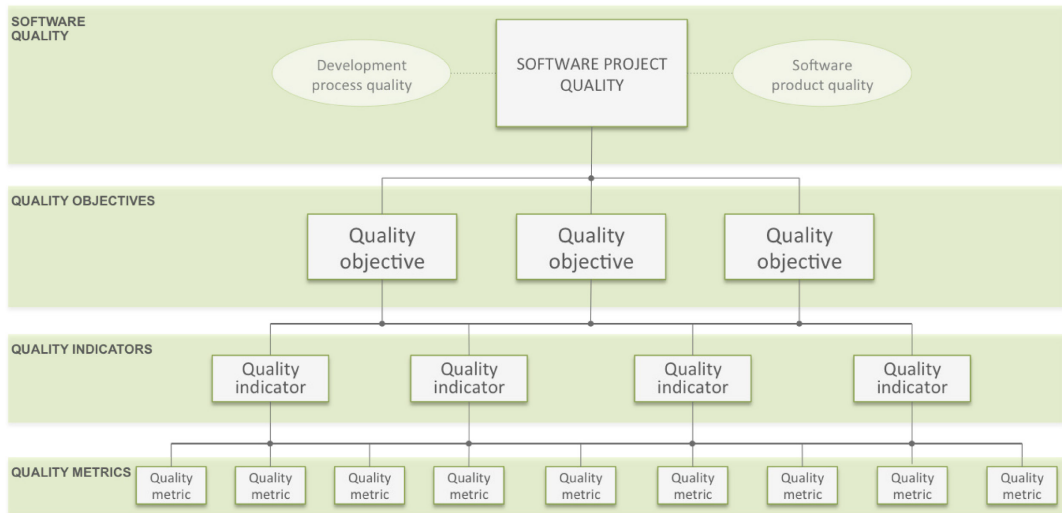 SOFTWARE
QUALITY
Development
process quality
SOFTWARE PROJECT
QUALITY
Software
product quality
QUALITY OBJECTIVES
Quality
objective
Quality
objective
Quality
objective
QUALITY INDICATORS
Quality
indicator
Quality
indicator
Quality
indicator
Quality
indicator
QUALITY METRICS
Quality
metric
Quality
metric
Quality
metric
Quality
metric
Quality
metric
Quality
metric
Quality
metric
Quality
metric
Quality
metric